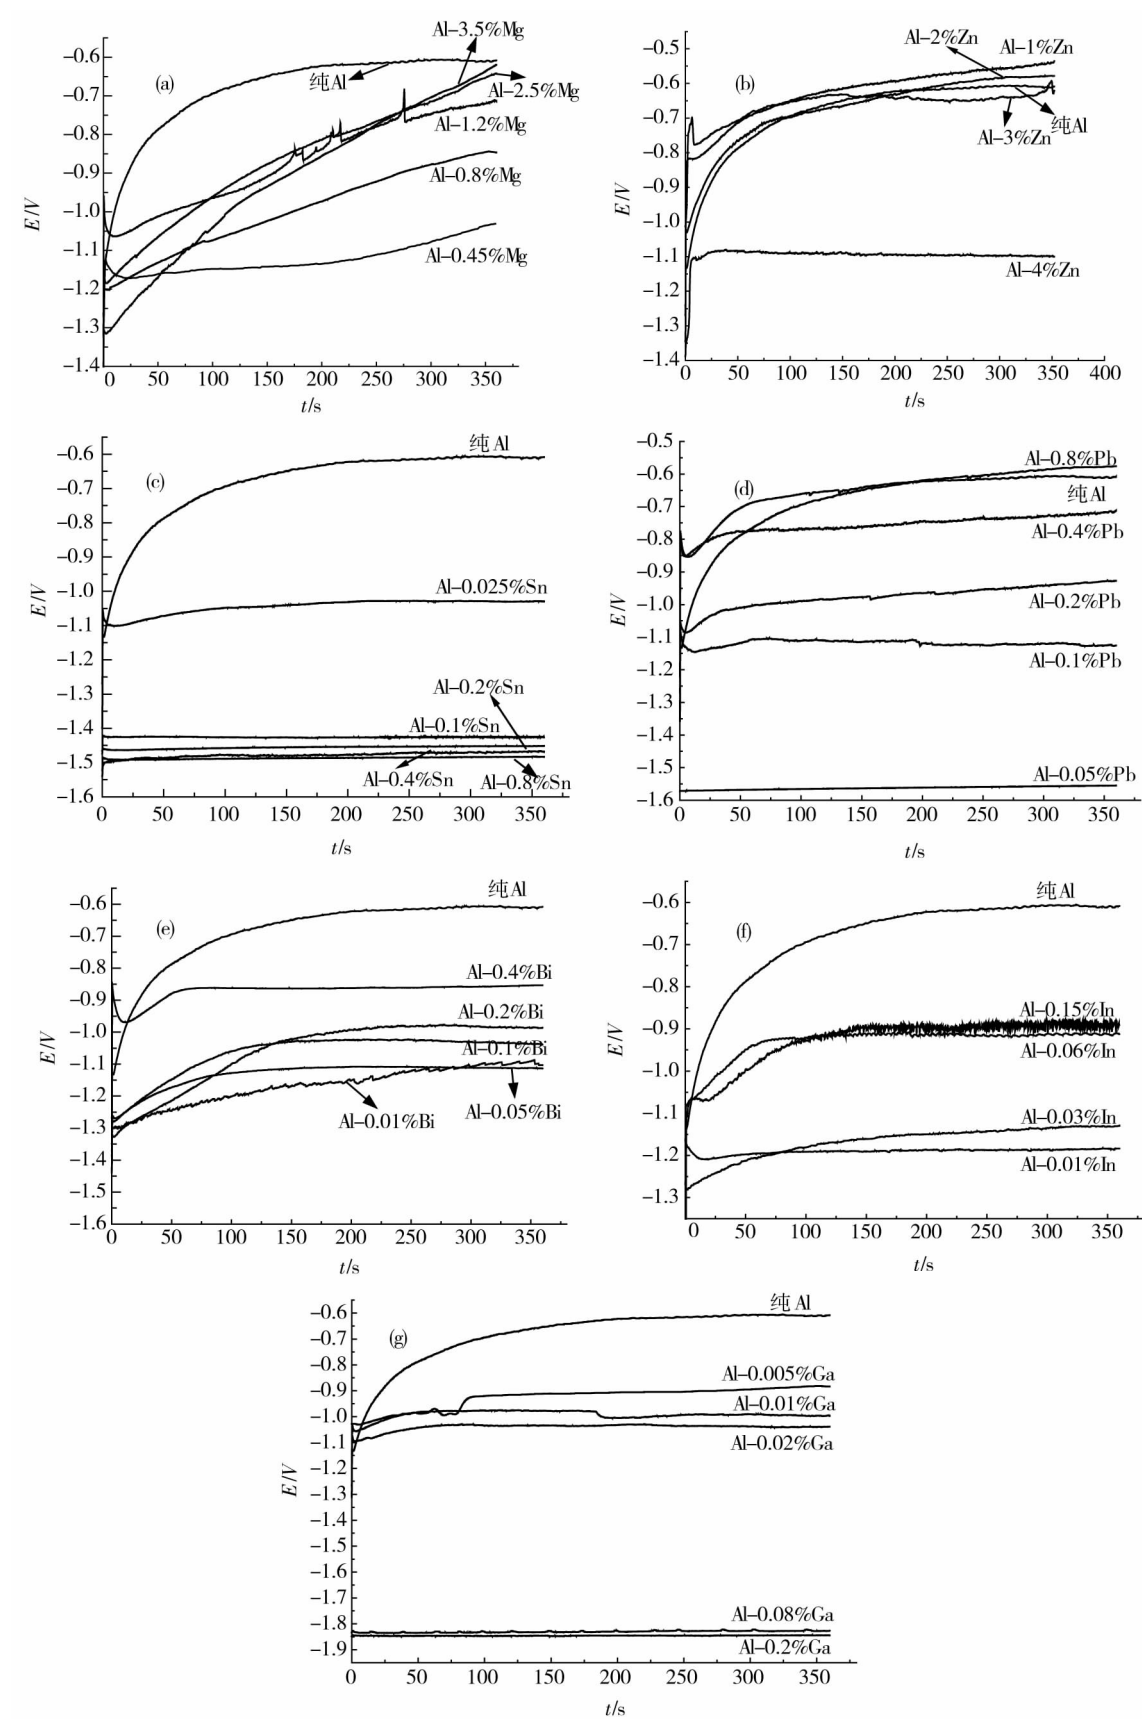 Al–3.5%Mg
纯Al
(a)
Al–2.5%Mg
Al–1.2%Mg
Al–0.8%Mg
Al–0.45%Mg
E/V
−0.6
−0.7
−0.8
−0.9
−1.0
−1.1
−1.2
−1.3
−1.4
0 50 100 150 200 250 300 350
t/s
Al–2%Zn
Al–1%Zn
(b)
纯Al
Al–3%Zn
Al–4%Zn
E/V
−0.5
−0.6
−0.7
−0.8
−0.9
−1.0
−1.1
−1.2
−1.3
−1.4
0 50 100 150 200 250 300 350 400
t/s
纯Al
(c)
Al–0.025%Sn
Al–0.2%Sn
Al–0.1%Sn
Al–0.4%Sn
Al–0.8%Sn
E/V
−0.6
−0.7
−0.8
−0.9
−1.0
−1.1
−1.2
−1.3
−1.4
−1.5
−1.6
0 50 100 150 200 250 300 350
t/s
Al–0.8%Pb
(d)
纯Al
Al–0.4%Pb
Al–0.2%Pb
Al–0.1%Pb
Al–0.05%Pb
E/V
−0.5
−0.6
−0.7
−0.8
−0.9
−1.0
−1.1
−1.2
−1.3
−1.4
−1.5
−1.6
0 50 100 150 200 250 300 350
t/s
纯Al
(e)
Al–0.4%Bi
Al–0.2%Bi
Al–0.1%Bi
Al–0.05%Bi
Al–0.01%Bi
E/V
−0.6
−0.7
−0.8
−0.9
−1.0
−1.1
−1.2
−1.3
−1.4
−1.5
−1.6
0 50 100 150 200 250 300 350
t/s
纯Al
(f)
Al–0.15%In
Al–0.06%In
Al–0.03%In
Al–0.01%In
E/V
−0.6
−0.7
−0.8
−0.9
−1.0
−1.1
−1.2
−1.3
0 50 100 150 200 250 300 350
t/s
纯Al
(g)
Al–0.005%Ga
Al–0.01%Ga
Al–0.02%Ga
Al–0.08%Ga
Al–0.2%Ga
E/V
−0.6
−0.7
−0.8
−0.9
−1.0
−1.1
−1.2
−1.3
−1.4
−1.5
−1.6
−1.7
−1.8
−1.9
0 50 100 150 200 250 300 350
t/s